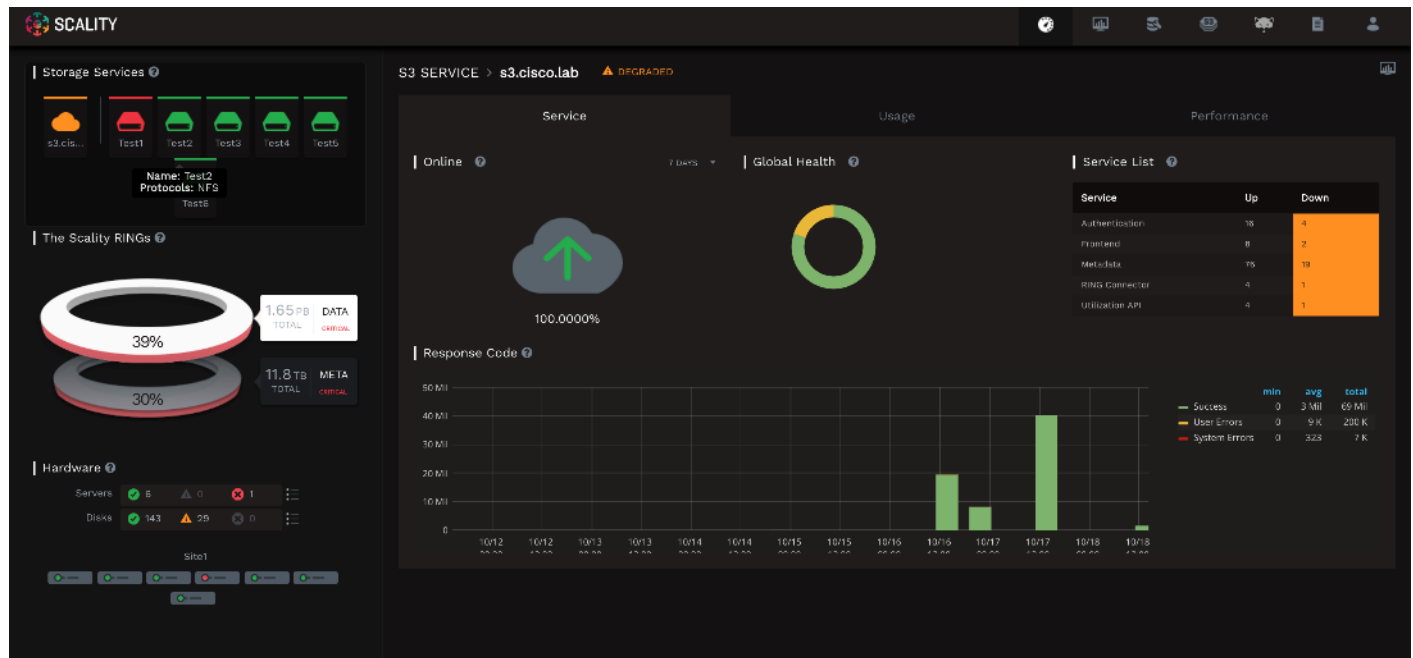 SCALITY
Storage Services
s3.cis... Test1 Test2 Test3 Test4 Test5
Name: Test2
Protocols: NFS
Test6
The Scality RINGs
39%
1.65 PB DATA
TOTAL CRITICAL
30%
11.8 TB META
TOTAL CRITICAL
Hardware
Servers 6 0 1
Disks 143 29 0
Site1
S3 SERVICE > s3.cisco.lab DEGRADED
Service Usage Performance
Online 7 DAYS
100.0000%
Global Health
Service List
Service Up Down
Authentication 16 4
Frontend 8 2
Metadata 76 19
RING Connector 4 1
Utilization API 4 1
Response Code
50 Mil
40 Mil
30 Mil
20 Mil
10 Mil
0
10/12 10/12 10/13 10/13 10/14 10/14 10/15 10/15 10/16 10/16 10/17 10/17 10/18 10/18
min avg total
Success 0 3 Mil 69 Mil
User Errors 0 9 K 200 K
System Errors 0 323 7 K